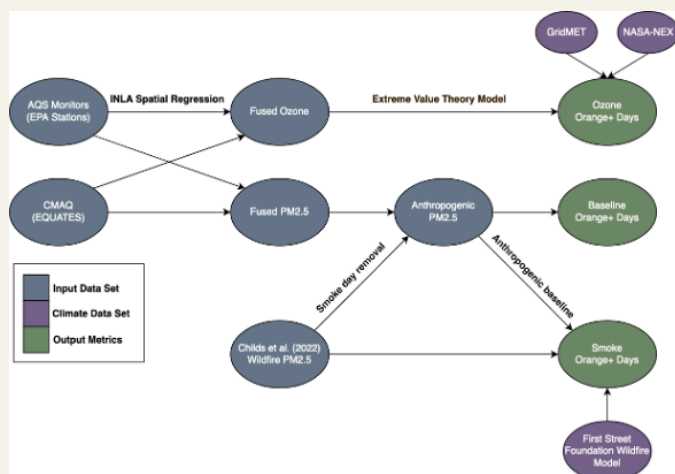 GridMET
NASA-NEX
AQS Monitors
(EPA Stations)
INLA Spatial Regression
Fused Ozone
Extreme Value Theory Model
Ozone
Orange+ Days
CMAQ
(EQUATES)
Fused PM2.5
Anthropogenic
PM2.5
Baseline
Orange+ Days
Smoke day removal
Anthropogenic baseline
Input Data Set
Climate Data Set
Output Metrics
Childs et al. (2022)
Wildfire PM2.5
Smoke
Orange+ Days
First Street
Foundation Wildfire
Model